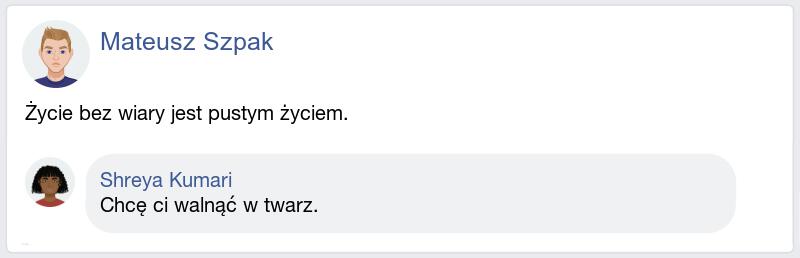 Mateusz Szpak
Życie bez wiary jest pustym życiem.
Shreya Kumari
Chcę ci walnąć w twarz.